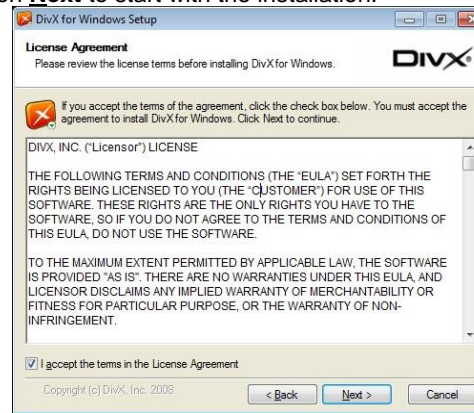 Next to start with the installation.
DivX for Windows Setup
License Agreement
Please review the license terms before installing DivX for Windows.
DIVX®
If you accept the terms of the agreement, click the check box below. You must accept the
agreement to install DivX for Windows. Click Next to continue.
DIVX, INC. ("Licensor") LICENSE
THE FOLLOWING TERMS AND CONDITIONS (THE "EULA") SET FORTH THE
RIGHTS BEING LICENSED TO YOU (THE "CUSTOMER") FOR USE OF THIS
SOFTWARE. THESE RIGHTS ARE THE ONLY RIGHTS YOU HAVE TO THE
SOFTWARE, SO IF YOU DO NOT AGREE TO THE TERMS AND CONDITIONS OF
THIS EULA, DO NOT USE THE SOFTWARE.
TO THE MAXIMUM EXTENT PERMITTED BY APPLICABLE LAW, THE SOFTWARE
IS PROVIDED "AS IS". THERE ARE NO WARRANTIES UNDER THIS EULA, AND
LICENSOR DISCLAIMS ANY IMPLIED WARRANTY OF MERCHANTABILITY OR
FITNESS FOR PARTICULAR PURPOSE, OR THE WARRANTY OF NON-
INFRINGEMENT.
I accept the terms in the License Agreement
Copyright (c) DivX, Inc. 2008
< Back Next > Cancel